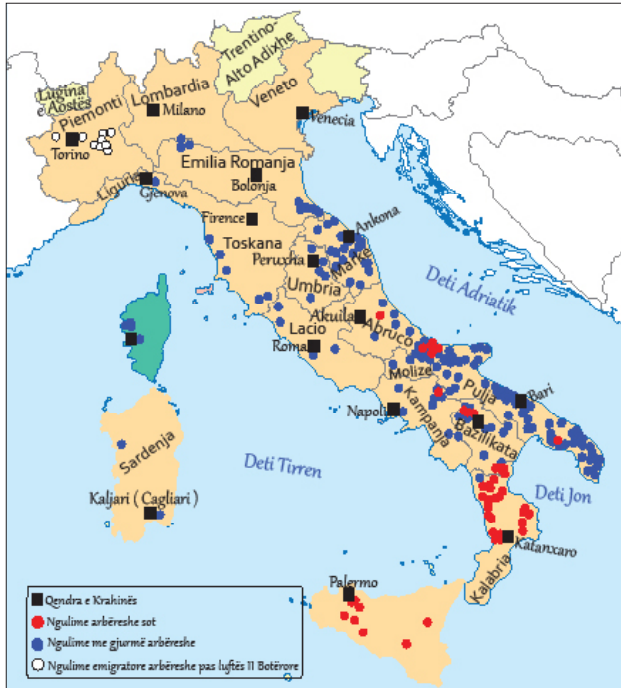 Trentino-
Alto Adixhe
Lugina
e Aostës
Piemonti
Lombardia
Veneto
Milano
Venecia
Torino
Emilia Romanja
Bolonja
Liguria
Gjenova
Firence
Ankona
Toskana
Peruxha
Marke
Umbria
Deti Adriatik
Akuila
Abruco
Lacio
Roma
Molize
Pulja
Bari
Napoli
Kampanja
Bazilikata
Sardenja
Deti Tirren
Deti Jon
Kaljari ( Cagliari )
Katanxaro
Kalabria
Palermo
Qendra e Krahinës
Ngulime arbëreshe sot
Ngulime me gjurmë arbëreshe
Ngulime emigratore arbëreshe pas luftës II Botërore